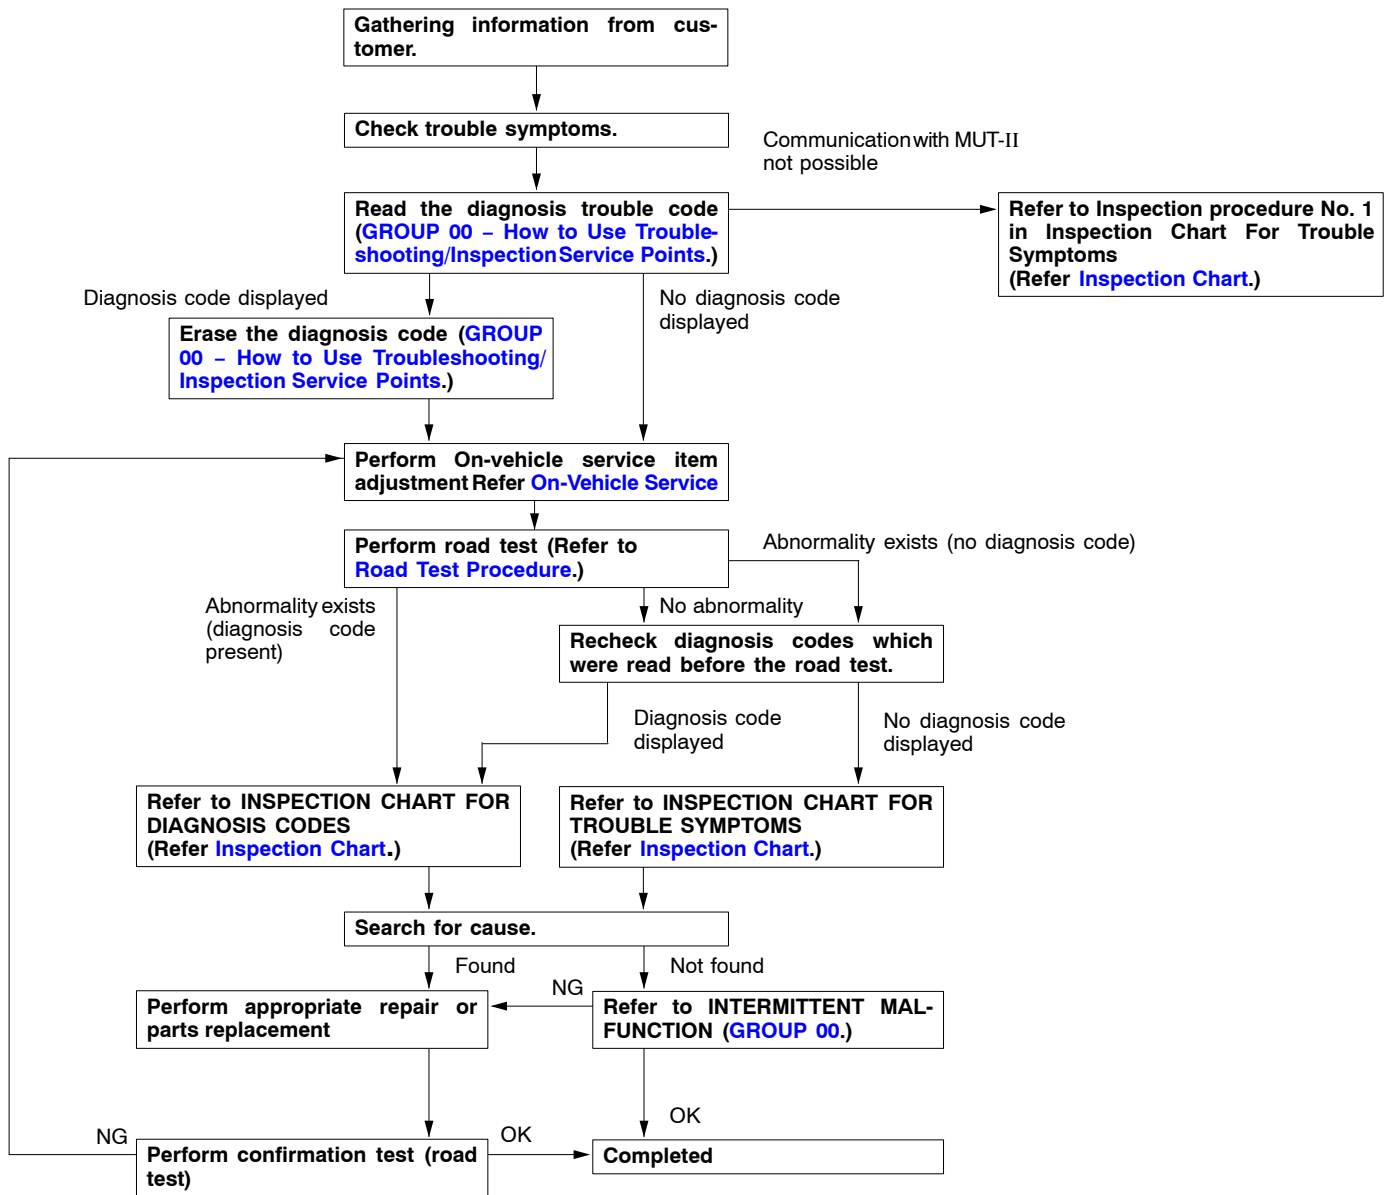 Gathering information from cus-
tomer.
Check trouble symptoms.
Communication with MUT-II
not possible
Read the diagnosis trouble code
(GROUP 00 – How to Use Trouble-
shooting/Inspection Service Points.)
Refer to Inspection procedure No. 1
in Inspection Chart For Trouble
Symptoms
(Refer Inspection Chart.)
Diagnosis code displayed
No diagnosis code
displayed
Erase the diagnosis code (GROUP
00 – How to Use Troubleshooting/
Inspection Service Points.)
Perform On-vehicle service item
adjustment Refer On-Vehicle Service
Perform road test (Refer to
Road Test Procedure.)
Abnormality exists (no diagnosis code)
Abnormality exists
(diagnosis code
present)
No abnormality
Recheck diagnosis codes which
were read before the road test.
Diagnosis code
displayed
No diagnosis code
displayed
Refer to INSPECTION CHART FOR
DIAGNOSIS CODES
(Refer Inspection Chart.)
Refer to INSPECTION CHART FOR
TROUBLE SYMPTOMS
(Refer Inspection Chart.)
Search for cause.
Found
Not found
Perform appropriate repair or
parts replacement
NG
Refer to INTERMITTENT MAL-
FUNCTION (GROUP 00.)
OK
NG
Perform confirmation test (road
test)
OK
Completed